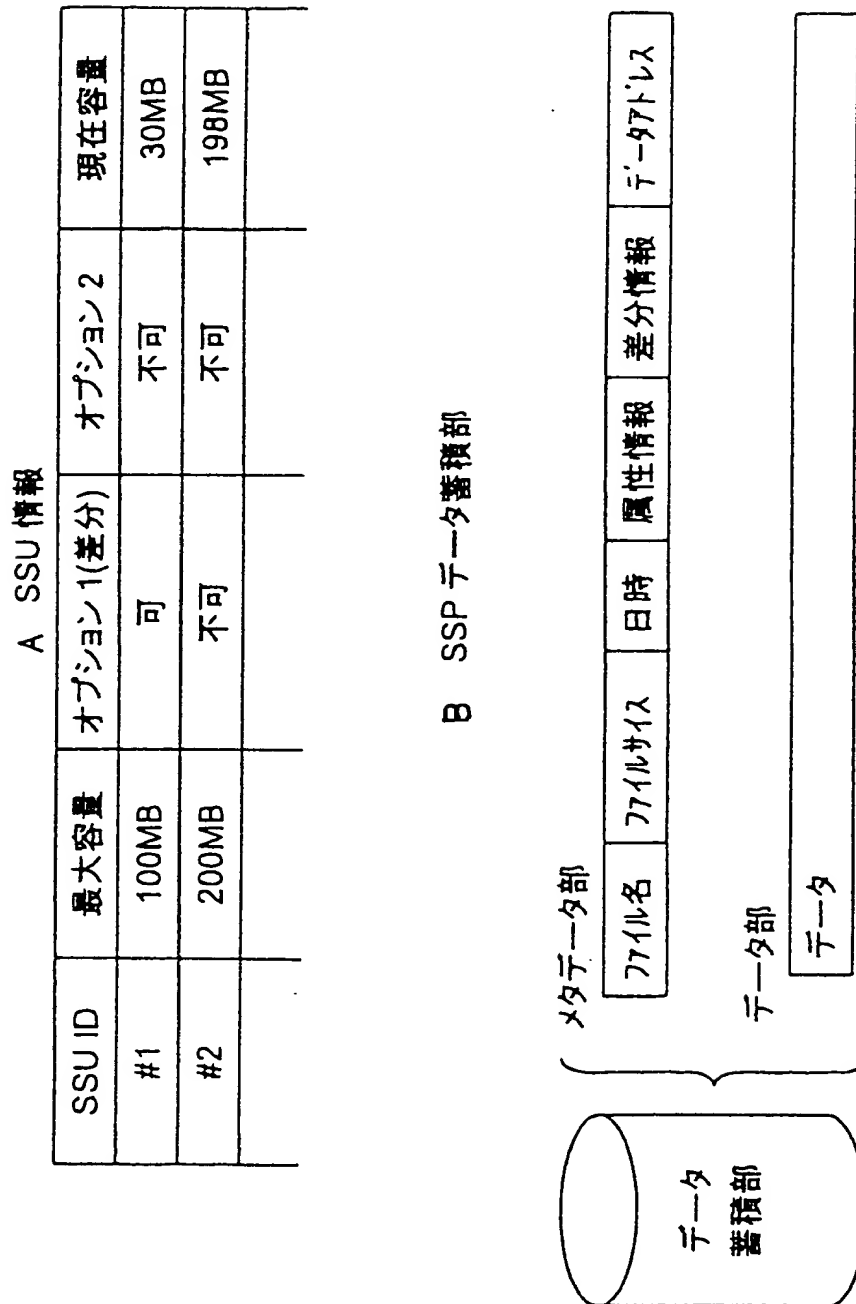 A SSU 情報
SSU ID 最大容量 オプション 1(差分) オプション 2 現在容量
#1 100MB 可 不可 30MB
#2 200MB 不可 不可 198MB
B SSP データ蓄積部
メタデータ部
ファイル名 ファイルサイズ 日時 属性情報 差分情報 データアドレス
データ部
データ
データ
蓄積部